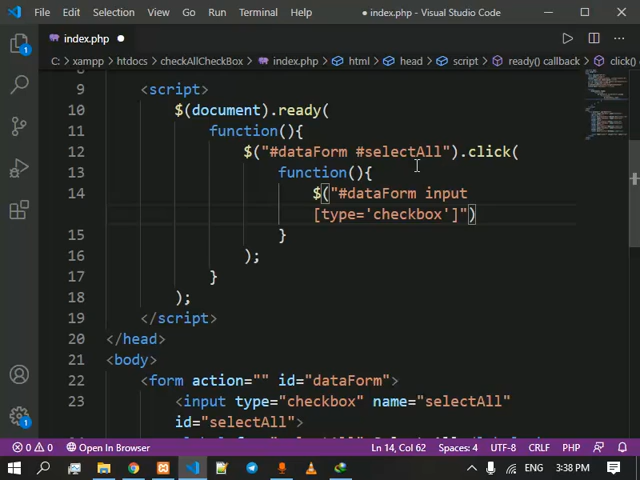 File Edit Selection View Go Run Terminal Help ● index.php - Visual Studio Code
index.php ●
C: > xampp > htdocs > checkAllCheckBox > index.php > html > head > script > ready() callback > click()
8
9 <script>
10 $(document).ready(
11 function(){
12 $("#dataForm #selectAll").click(
13 function(){
14 $("#dataForm input
[type='checkbox']")
15 }
16 );
17 }
18 );
19 </script>
20 </head>
21 <body>
22 <form action="" id="dataForm">
23 <input type="checkbox" name="selectAll"
id="selectAll">
0 0 Open In Browser Ln 14, Col 62 Spaces: 4 UTF-8 CRLF PHP
ENG 3:38 PM